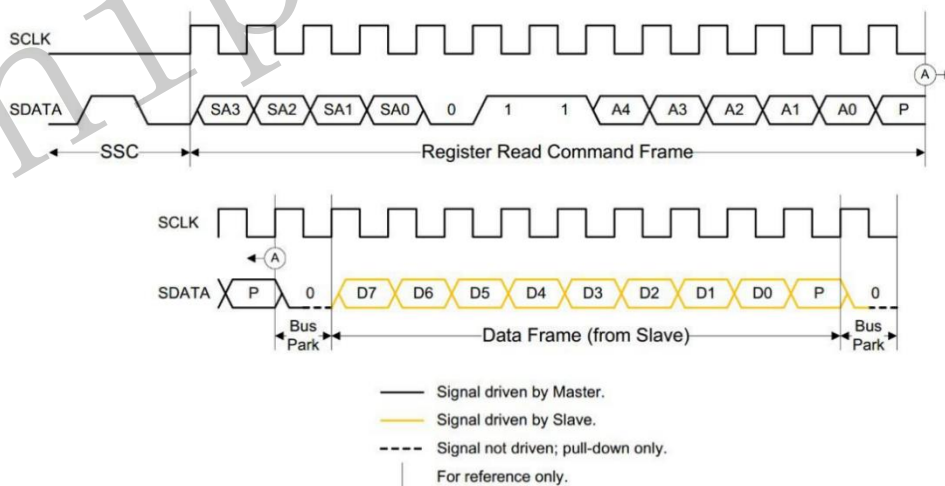 SCLK
A
SDATA SA3 SA2 SA1 SA0 0 1 1 A4 A3 A2 A1 A0 P
SSC Register Read Command Frame
SCLK
A
SDATA P 0 D7 D6 D5 D4 D3 D2 D1 D0 P 0
Bus Park Data Frame (from Slave) Bus Park
Signal driven by Master.
Signal driven by Slave.
Signal not driven; pull-down only.
For reference only.
mipi